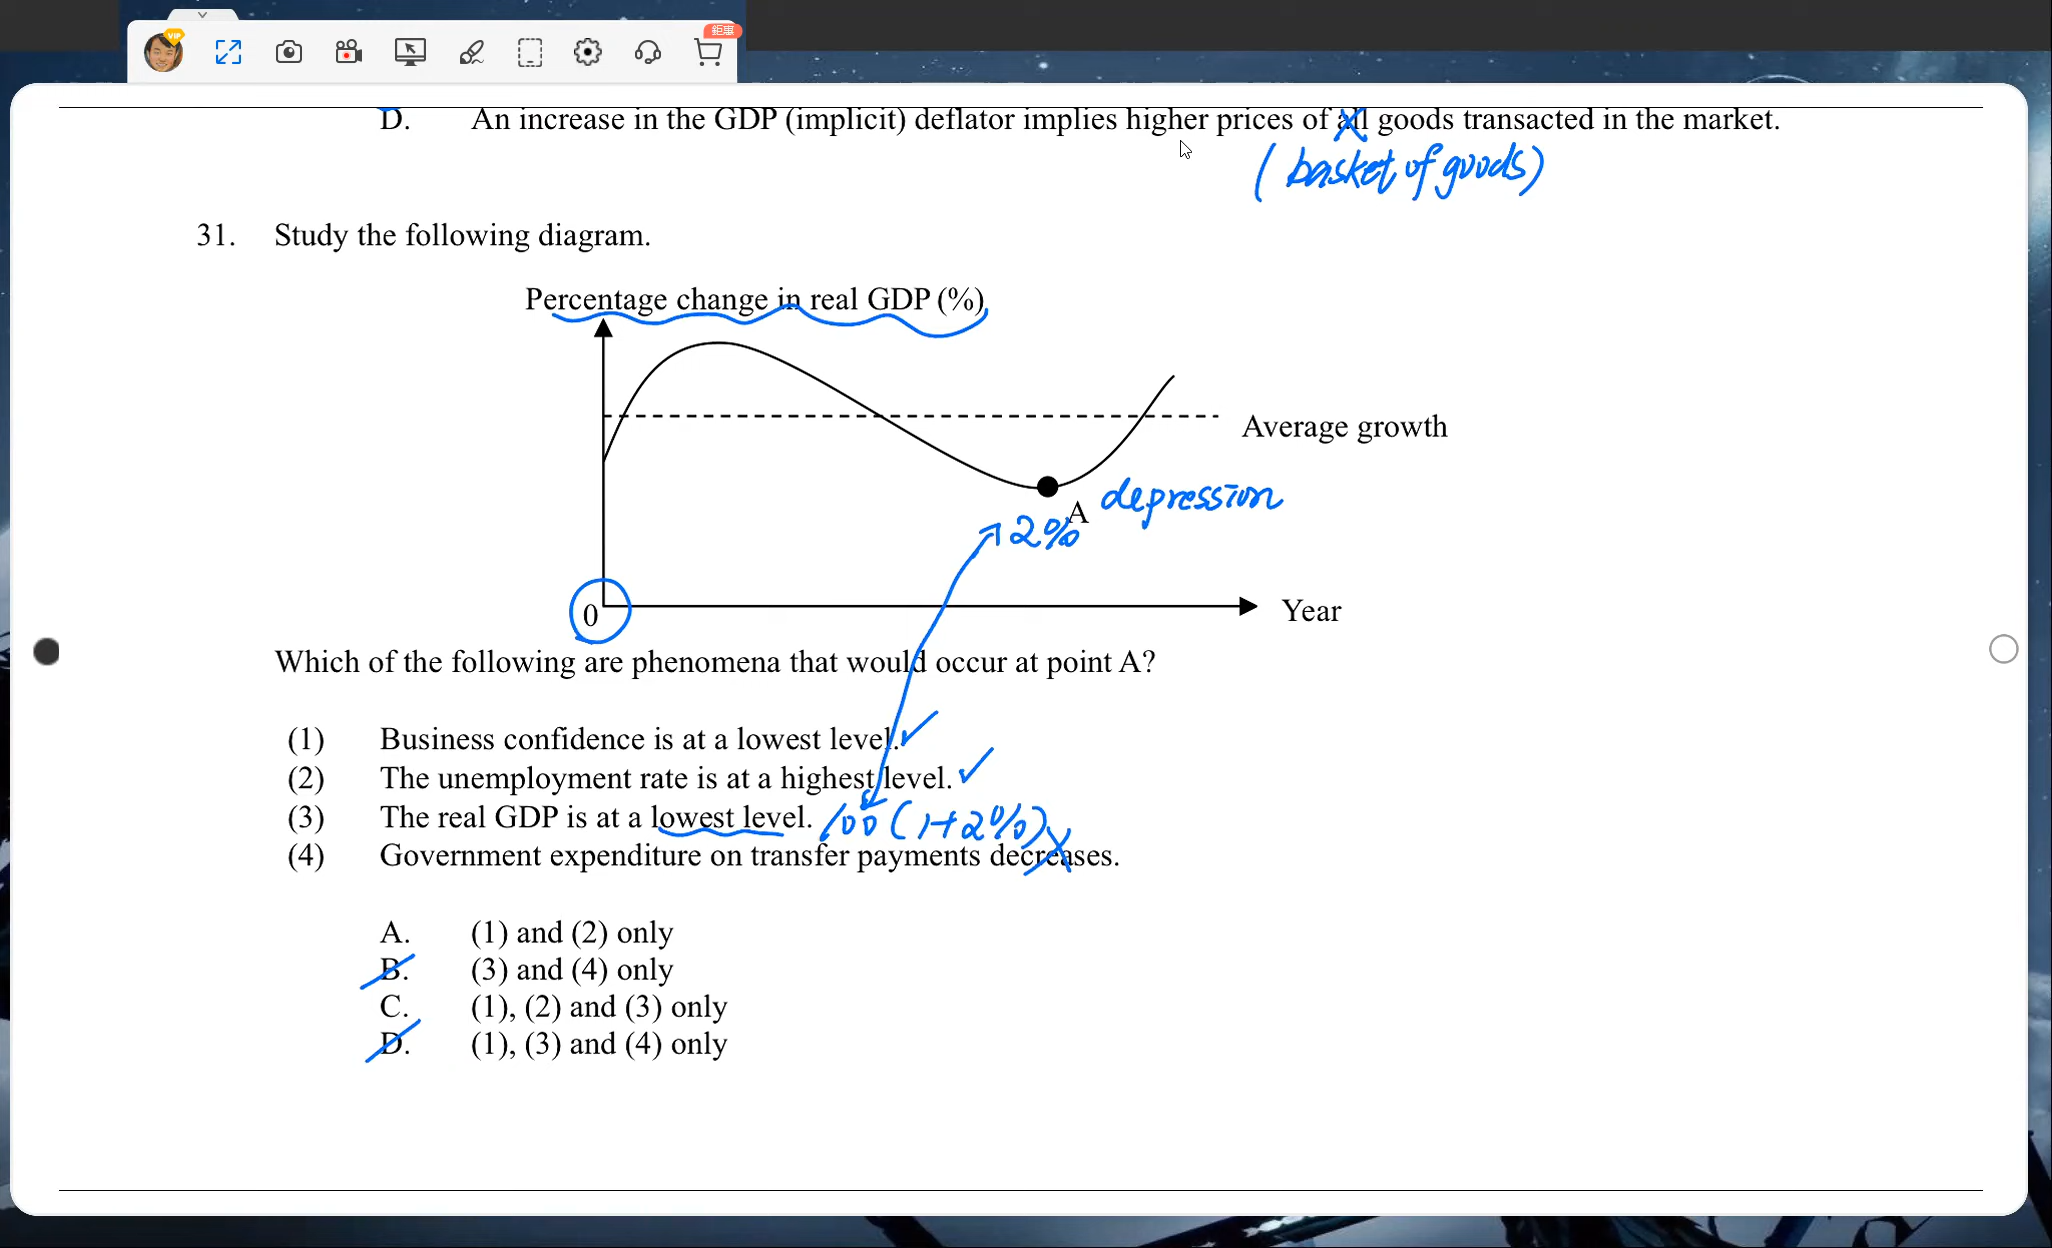 VIP
鉅惠
D. An increase in the GDP (implicit) deflator implies higher prices of all goods transacted in the market.
(basket of goods)
31. Study the following diagram.
Percentage change in real GDP (%)
Average growth
A depression
2%
0
Year
Which of the following are phenomena that would occur at point A?
(1) Business confidence is at a lowest level.
(2) The unemployment rate is at a highest level.
(3) The real GDP is at a lowest level. 100 (1+2%)
(4) Government expenditure on transfer payments decreases.
A. (1) and (2) only
B. (3) and (4) only
C. (1), (2) and (3) only
D. (1), (3) and (4) only